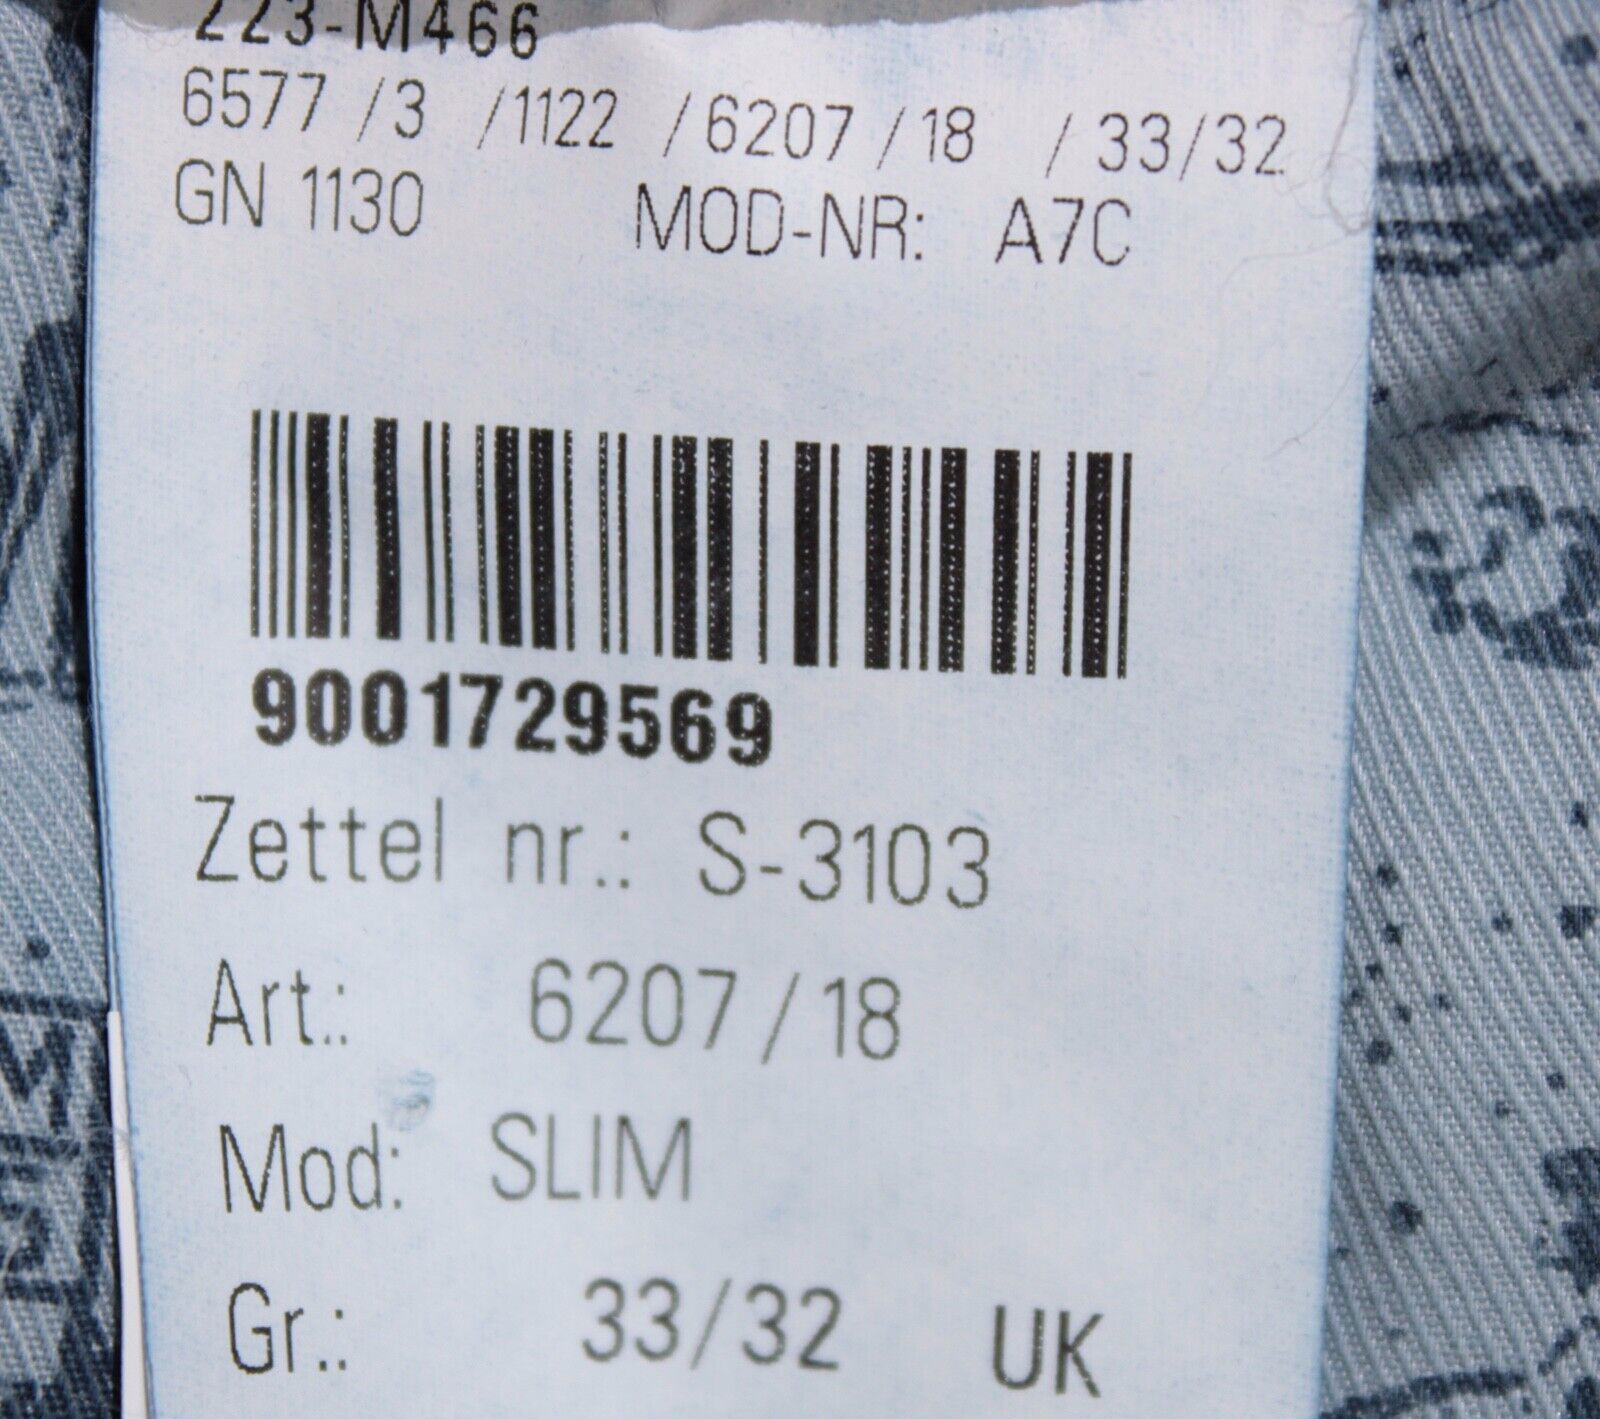 223-M466
6577 /3 /1122 /6207 /18 /33/32
GN 1130 MOD-NR: A7C
9001729569
Zettel nr.: S-3103
Art.: 6207/18
Mod: SLIM
Gr.: 33/32 UK